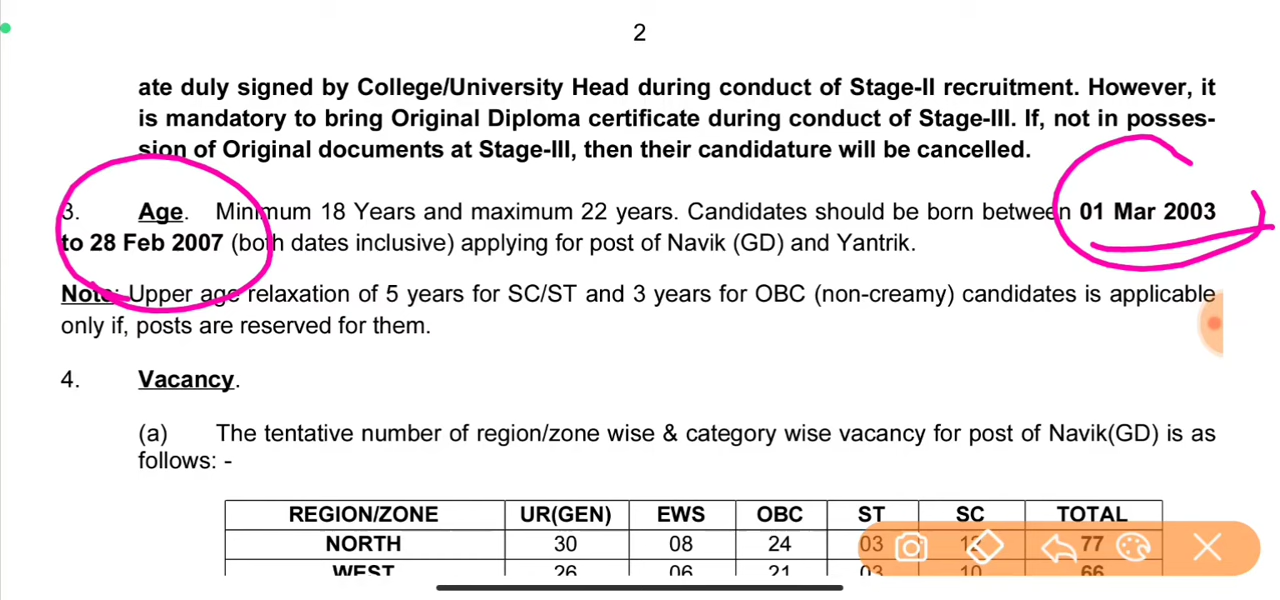 2
ate duly signed by College/University Head during conduct of Stage-II recruitment. However, it
is mandatory to bring Original Diploma certificate during conduct of Stage-III. If, not in posses-
sion of Original documents at Stage-III, then their candidature will be cancelled.
3. Age. Minimum 18 Years and maximum 22 years. Candidates should be born between 01 Mar 2003
to 28 Feb 2007 (both dates inclusive) applying for post of Navik (GD) and Yantrik.
Note: Upper age relaxation of 5 years for SC/ST and 3 years for OBC (non-creamy) candidates is applicable
only if, posts are reserved for them.
4. Vacancy.
(a) The tentative number of region/zone wise & category wise vacancy for post of Navik(GD) is as
follows: -
REGION/ZONE UR(GEN) EWS OBC ST SC TOTAL
NORTH 30 08 24 03 12 77
WEST 26 06 21 03 10 66